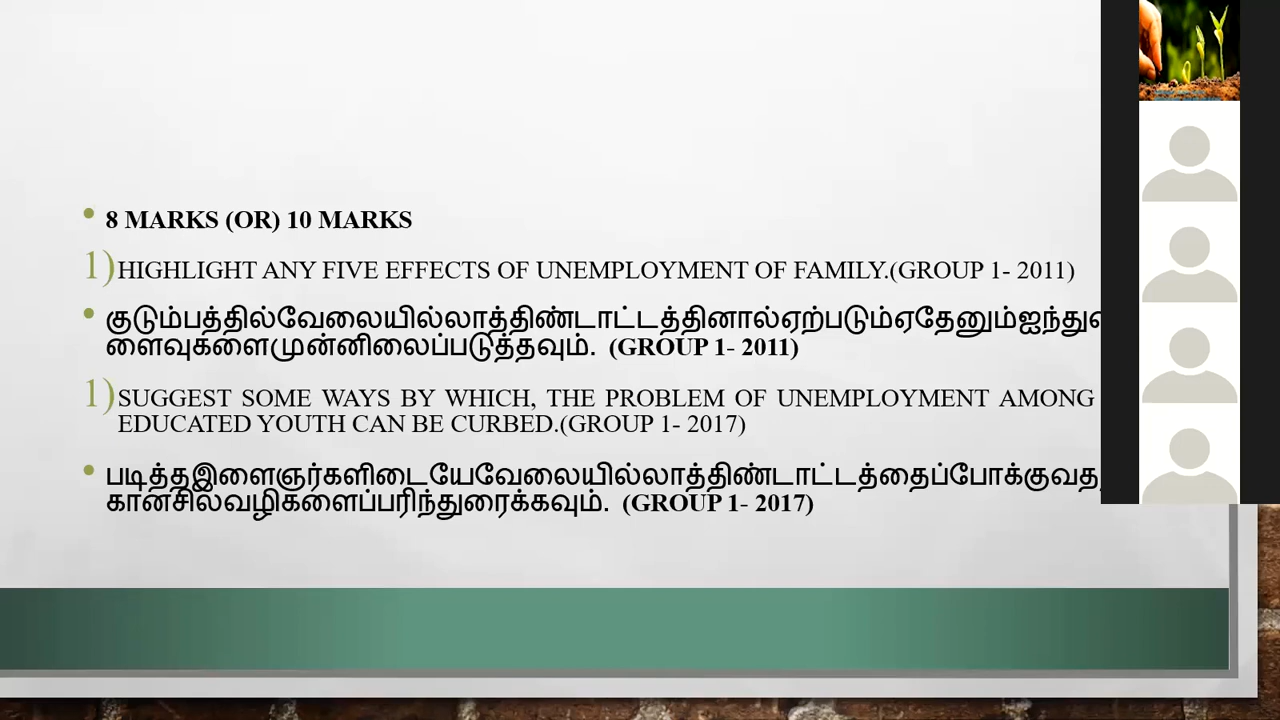 8 MARKS (OR) 10 MARKS
1) HIGHLIGHT ANY FIVE EFFECTS OF UNEMPLOYMENT OF FAMILY.(GROUP 1- 2011)
குடும்பத்தில்வேலையில்லாத்திண்டாட்டத்தினால்ஏற்படும்ஏதேனும்ஐந்து
ளைவுகளைமுன்னிலைப்படுத்தவும். (GROUP 1- 2011)
1) SUGGEST SOME WAYS BY WHICH, THE PROBLEM OF UNEMPLOYMENT AMONG
EDUCATED YOUTH CAN BE CURBED.(GROUP 1- 2017)
படித்தஇளைஞர்களிடையேவேலையில்லாத்திண்டாட்டத்தைப்போக்குவத
கானசிலவழிகளைப்பரிந்துரைக்கவும். (GROUP 1- 2017)